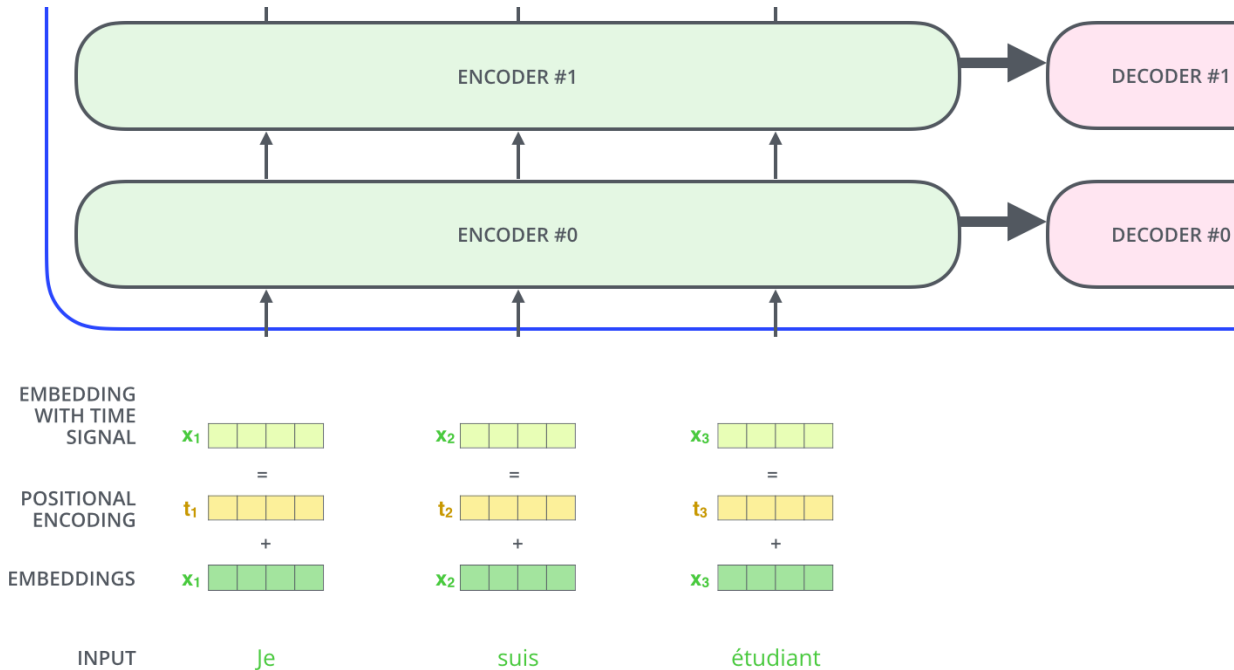 ENCODER #1
DECODER #1
ENCODER #0
DECODER #0
EMBEDDING
WITH TIME
SIGNAL
x₁ x₂ x₃
= = =
POSITIONAL
ENCODING
t₁ t₂ t₃
+ + +
EMBEDDINGS x₁ x₂ x₃
INPUT Je suis étudiant